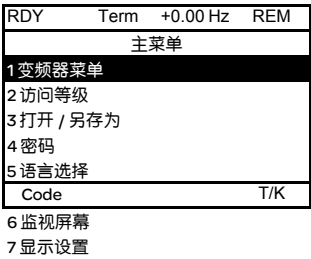 RDY Term +0.00 Hz REM
主菜单
1 变频器菜单
2 访问等级
3 打开 / 另存为
4 密码
5 语言选择
Code T/K
6 监视屏幕
7 显示设置